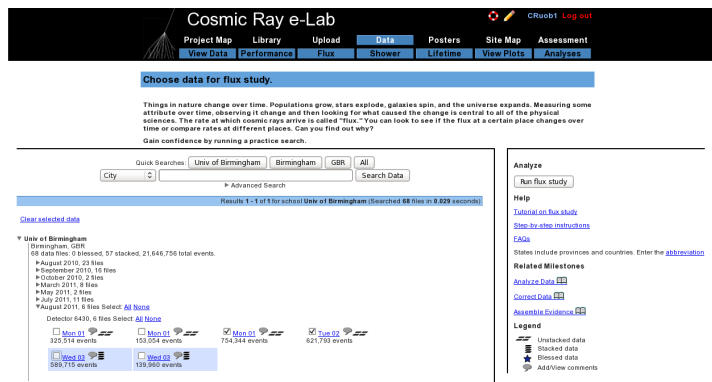 Cosmic Ray e-Lab
CRuob1 Log out
Project Map Library Upload Data Posters Site Map Assessment
View Data Performance Flux Shower Lifetime View Plots Analyses
Choose data for flux study.
Things in nature change over time. Populations grow, stars explode, galaxies spin, and the universe expands. Measuring some
attribute over time, observing it change and then looking for what caused the change is central to all of the physical
sciences. The rate at which cosmic rays arrive is called "flux." You can look to see if the flux at a certain place changes over
time or compare rates at different places. Can you find out why?
Gain confidence by running a practice search.
Quick Searches: Univ of Birmingham Birmingham GBR All
City Search Data
Advanced Search
Results 1 - 1 of 1 for school Univ of Birmingham (Searched 68 files in 0.029 seconds)
Clear selected data
Univ of Birmingham
Birmingham, GBR
68 data files: 0 blessed, 57 stacked, 21,646,756 total events.
August 2010, 23 files
September 2010, 16 files
October 2010, 2 files
March 2011, 8 files
May 2011, 2 files
July 2011, 11 files
August 2011, 6 files Select: All None
Detector 6430, 6 files Select: All None
Mon 01 Mon 01 Mon 01 Tue 02
325,514 events 153,054 events 754,344 events 621,793 events
Wed 03 Wed 03
589,715 events 139,960 events
Analyze
Run flux study
Help
Tutorial on flux study
Step-by-step instructions
FAQs
States include provinces and countries. Enter the abbreviation
Related Milestones
Analyze Data
Correct Data
Assemble Evidence
Legend
Unstacked data
Stacked data
Blessed data
Add/View comments